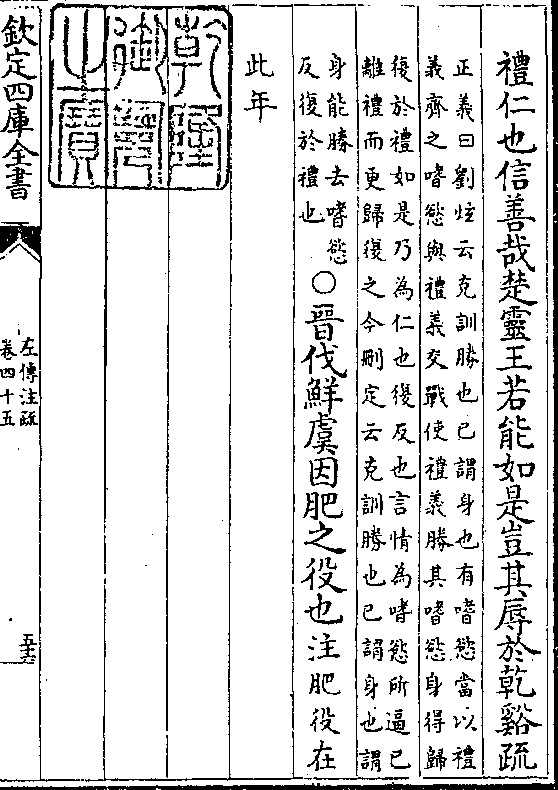 禮仁也信善哉楚靈王若能如是豈其辱於乾谿疏
正義曰劉炫云克訓勝也已謂身也有嗜慾當以禮
義齊之嗜慾與禮義交戰使禮義勝其嗜慾身得歸
復於禮如是乃為仁也復反也言情為嗜慾所逼已
離禮而更歸復之今刪定云克訓勝也已謂身也謂
身能勝去嗜慾
反復於禮也
○晉伐鮮虞因肥之役也注肥役在
此年
乾隆
御覽
之寶
欽定四庫全書
左傳注疏
卷四十五
五十六